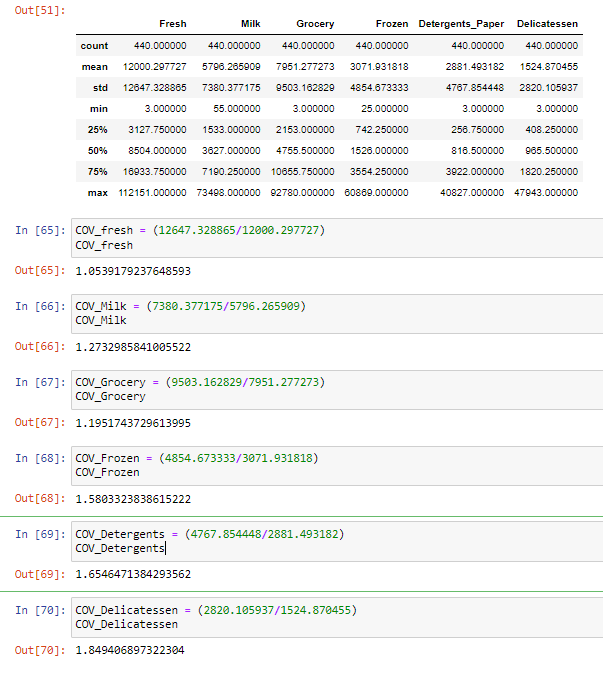 Out[51]:
Fresh Milk Grocery Frozen Detergents_Paper Delicatessen
count 440.000000 440.000000 440.000000 440.000000 440.000000 440.000000
mean 12000.297727 5796.265909 7951.277273 3071.931818 2881.493182 1524.870455
std 12647.328865 7380.377175 9503.162829 4854.673333 4767.854448 2820.105937
min 3.000000 55.000000 3.000000 25.000000 3.000000 3.000000
25% 3127.750000 1533.000000 2153.000000 742.250000 256.750000 408.250000
50% 8504.000000 3627.000000 4755.500000 1526.000000 816.500000 965.500000
75% 16933.750000 7190.250000 10655.750000 3554.250000 3922.000000 1820.250000
max 112151.000000 73498.000000 92780.000000 60869.000000 40827.000000 47943.000000
In [65]: COV_fresh = (12647.328865/12000.297727)
COV_fresh
Out[65]: 1.0539179237648593
In [66]: COV_Milk = (7380.377175/5796.265909)
COV_Milk
Out[66]: 1.2732985841005522
In [67]: COV_Grocery = (9503.162829/7951.277273)
COV_Grocery
Out[67]: 1.1951743729613995
In [68]: COV_Frozen = (4854.673333/3071.931818)
COV_Frozen
Out[68]: 1.5803323838615222
In [69]: COV_Detergents = (4767.854448/2881.493182)
COV_Detergents
Out[69]: 1.6546471384293562
In [70]: COV_Delicatessen = (2820.105937/1524.870455)
COV_Delicatessen
Out[70]: 1.849406897322304